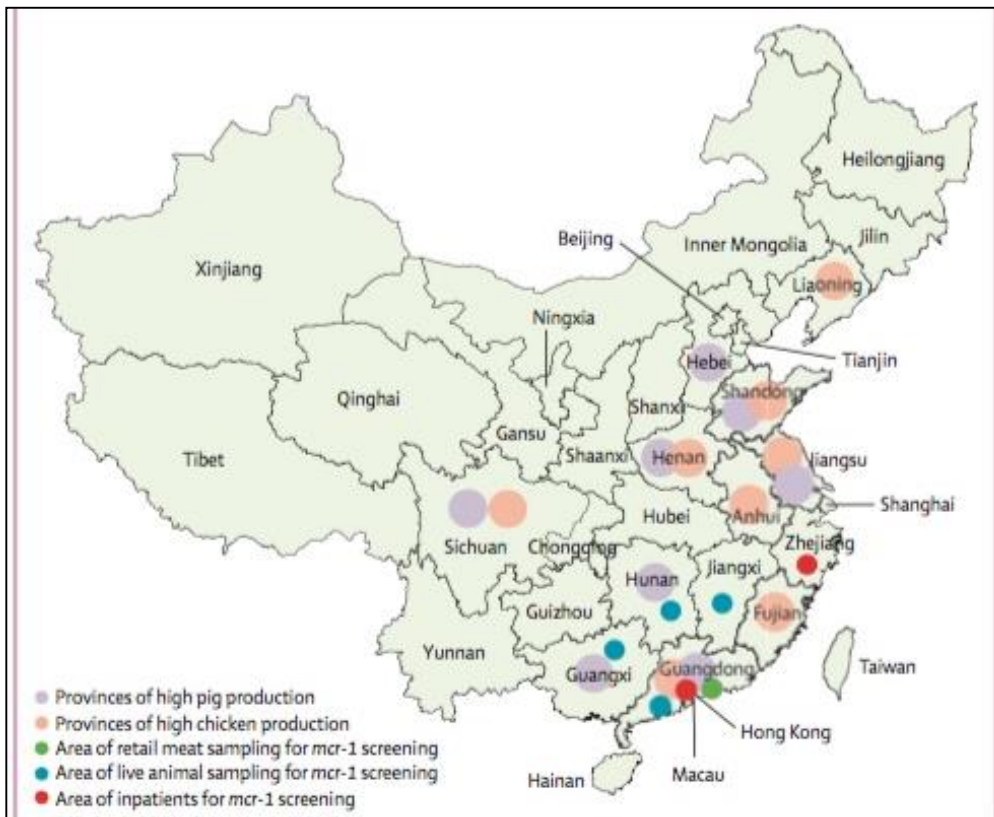 Heilongjiang
Beijing
Inner Mongolia
Jilin
Xinjiang
Liaoning
Ningxia
Hebei
Tianjin
Qinghai
Shandong
Shanxi
Gansu
Tibet
Shaanxi
Henan
Jiangsu
Shanghai
Hubei
Anhui
Sichuan
Chongqing
Zhejiang
Hunan
Jiangxi
Guizhou
Fujian
Yunnan
Guangxi
Guangdong
Taiwan
Hong Kong
Macau
Hainan
Provinces of high pig production
Provinces of high chicken production
Area of retail meat sampling for mcr-1 screening
Area of live animal sampling for mcr-1 screening
Area of inpatients for mcr-1 screening